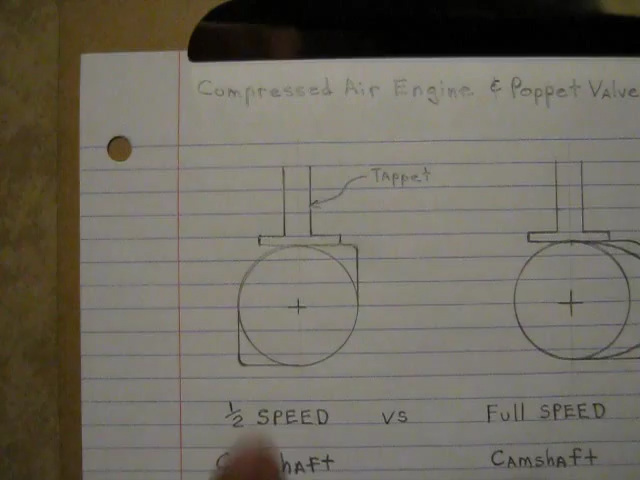 Compressed Air Engine & Poppet Valve
Tappet
½ SPEED vs Full SPEED
Camshaft